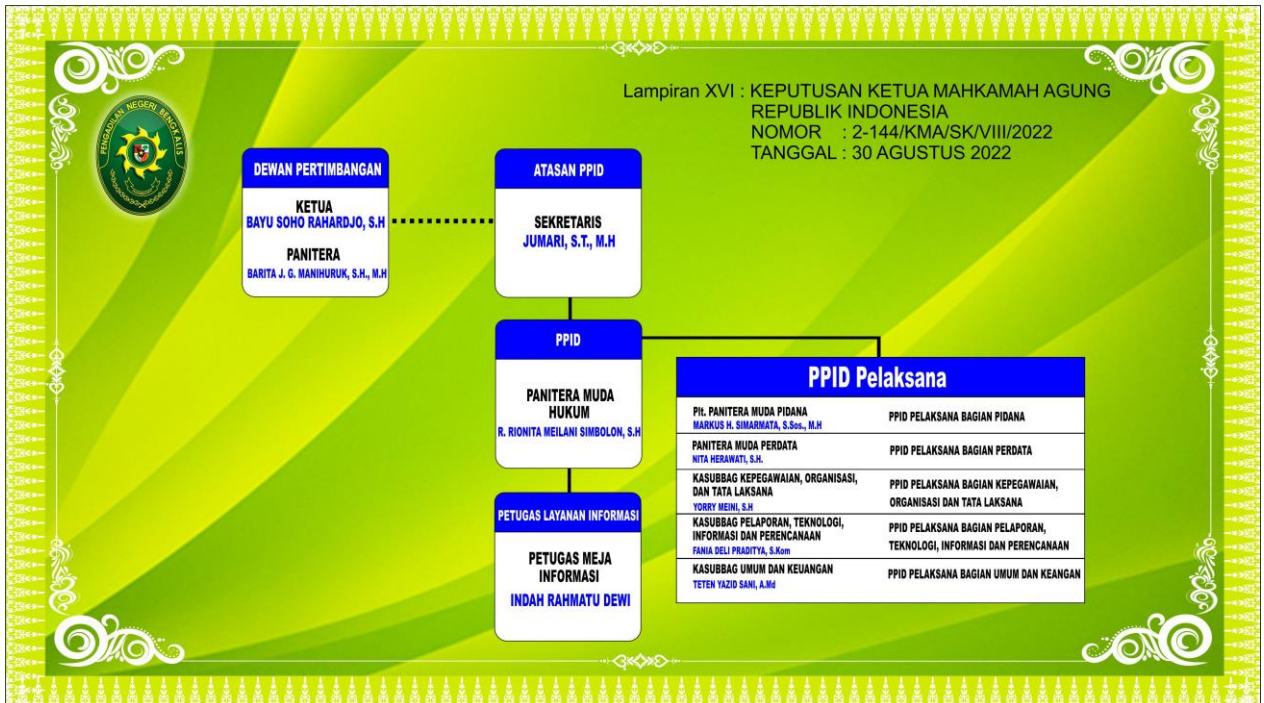 Lampiran XVI : KEPUTUSAN KETUA MAHKAMAH AGUNG
REPUBLIK INDONESIA
NOMOR : 2-144/KMA/SK/VIII/2022
TANGGAL : 30 AGUSTUS 2022
PENGADILAN NEGERI BENGKALIS
DEWAN PERTIMBANGAN
KETUA
BAYU SOHO RAHARDJO, S.H
PANITERA
BARITA J. G. MANIHURUK, S.H., M.H
ATASAN PPID
SEKRETARIS
JUMARI, S.T., M.H
PPID
PANITERA MUDA
HUKUM
R. RIONITA MEILANI SIMBOLON, S.H
PETUGAS LAYANAN INFORMASI
PETUGAS MEJA
INFORMASI
INDAH RAHMATU DEWI
PPID Pelaksana
Plt. PANITERA MUDA PIDANA
MARKUS H. SIMARMATA, S.Sos., M.H
PPID PELAKSANA BAGIAN PIDANA
PANITERA MUDA PERDATA
NITA HERAWATI, S.H.
PPID PELAKSANA BAGIAN PERDATA
KASUBBAG KEPEGAWAIAN, ORGANISASI,
DAN TATA LAKSANA
YORRY MEINI, S.H
PPID PELAKSANA BAGIAN KEPEGAWAIAN,
ORGANISASI DAN TATA LAKSANA
KASUBBAG PELAPORAN, TEKNOLOGI,
INFORMASI DAN PERENCANAAN
FANIA DELI PRADITYA, S.Kom
PPID PELAKSANA BAGIAN PELAPORAN,
TEKNOLOGI, INFORMASI DAN PERENCANAAN
KASUBBAG UMUM DAN KEUANGAN
TETEN YAZID SANI, A.Md
PPID PELAKSANA BAGIAN UMUM DAN KEANGAN